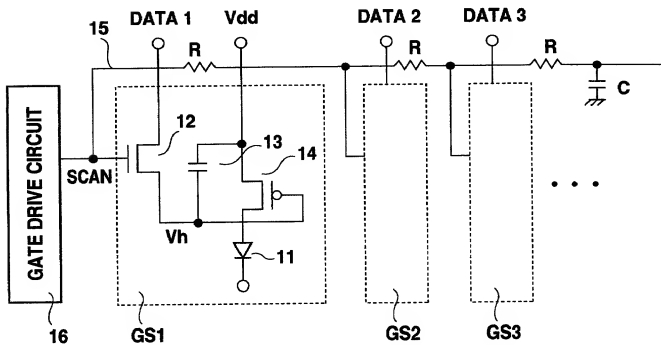 DATA 1 Vdd DATA 2 DATA 3
15 R R R
C
12
13
14
SCAN
Vh
11
GATE DRIVE CIRCUIT
16 GS1 GS2 GS3